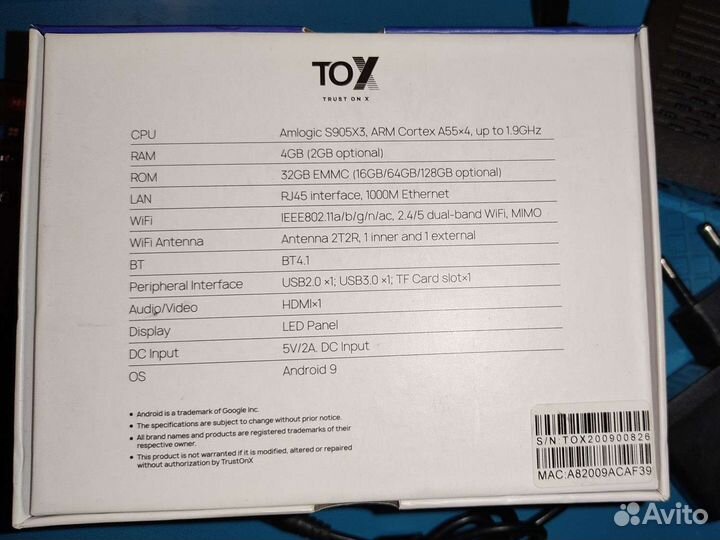 TOX
TRUST ON X
CPU Amlogic S905X3, ARM Cortex A55×4, up to 1.9GHz
RAM 4GB (2GB optional)
ROM 32GB EMMC (16GB/64GB/128GB optional)
LAN RJ45 interface, 1000M Ethernet
WiFi IEEE802.11a/b/g/n/ac, 2.4/5 dual-band WiFi, MIMO
WiFi Antenna Antenna 2T2R, 1 inner and 1 external
BT BT4.1
Peripheral Interface USB2.0 ×1; USB3.0 ×1; TF Card slot×1
Audio/Video HDMI×1
Display LED Panel
DC Input 5V/2A. DC Input
OS Android 9
• Android is a trademark of Google Inc.
• The specifications are subject to change without prior notice.
• All brand names and products are registered trademarks of their
respective owner.
• This product is not warranted if it is modified, altered or repaired
without authorization by TrustOnX
S/N:TOX200900826
MAC:A82009ACAF39
Avito